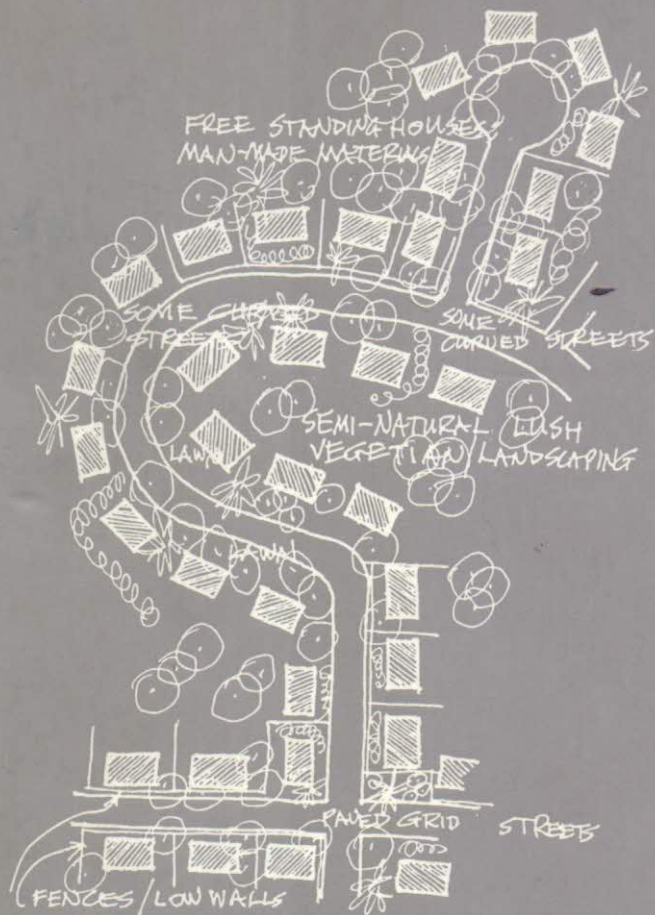 FREE STANDING HOUSES
MAN-MADE MATERIALS
SOME CURVED
STREETS
SOME
CURVED STREETS
SEMI-NATURAL LUSH
VEGETIAN LANDSCAPING
LAWN
LAWN
PAVED GRID STREETS
FENCES/LOW WALLS